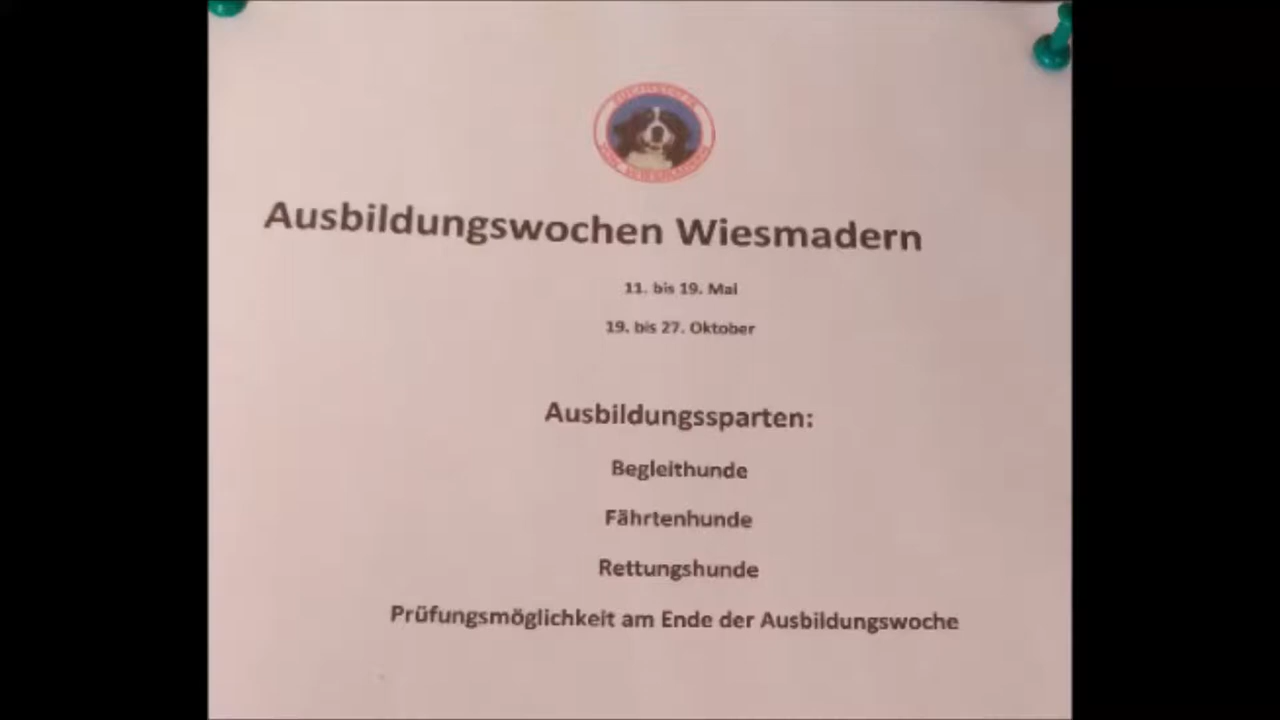 Ausbildungswochen Wiesmadern
11. bis 19. Mai
19. bis 27. Oktober
Ausbildungssparten:
Begleithunde
Fährtenhunde
Rettungshunde
Prüfungsmöglichkeit am Ende der Ausbildungswoche